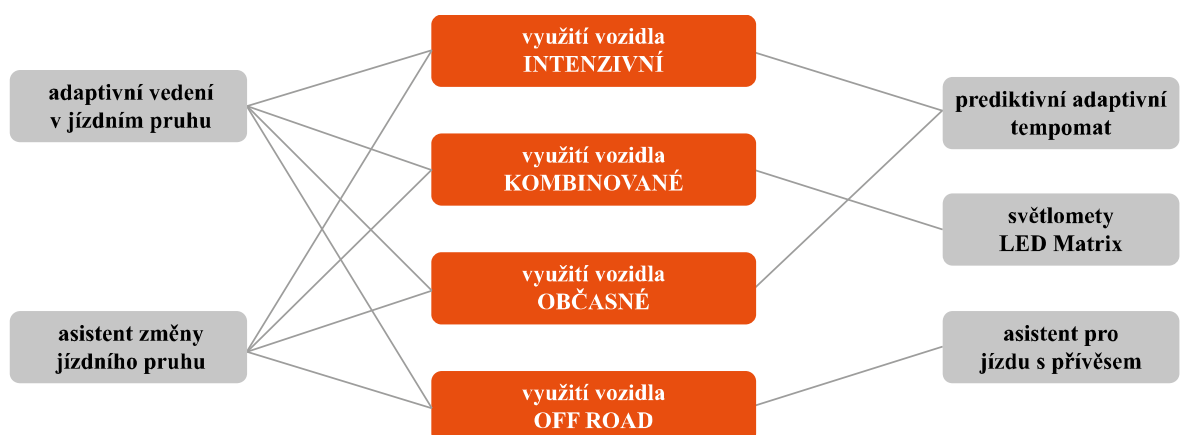 adaptivní vedení
v jízdním pruhu
asistent změny
jízdního pruhu
využití vozidla
INTENZIVNÍ
využití vozidla
KOMBINOVANÉ
využití vozidla
OBČASNÉ
využití vozidla
OFF ROAD
prediktivní adaptivní
tempomat
světlomety
LED Matrix
asistent pro
jízdu s přívěsem